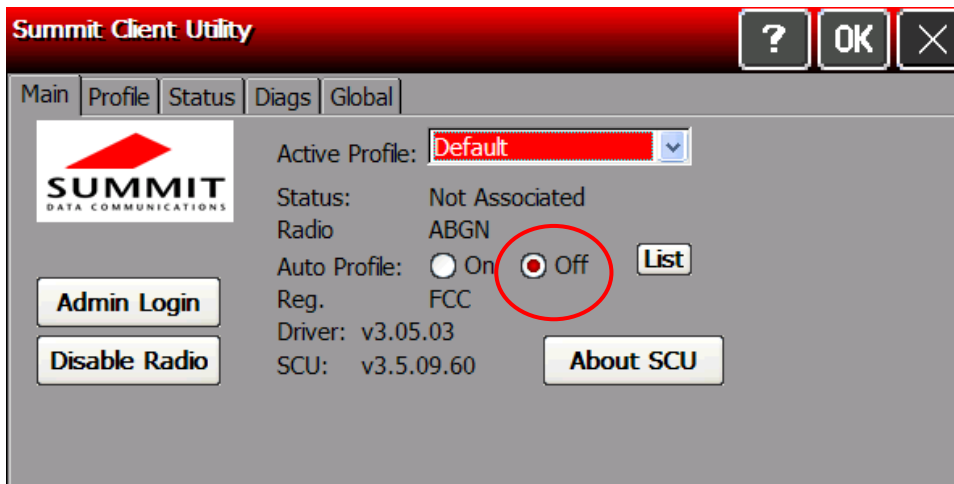 Summit Client Utility
? OK X
Main Profile Status Diags Global
SUMMIT
DATA COMMUNICATIONS
Active Profile: Default
Status: Not Associated
Radio ABGN
Auto Profile: On Off List
Reg. FCC
Driver: v3.05.03
SCU: v3.5.09.60
Admin Login
Disable Radio
About SCU